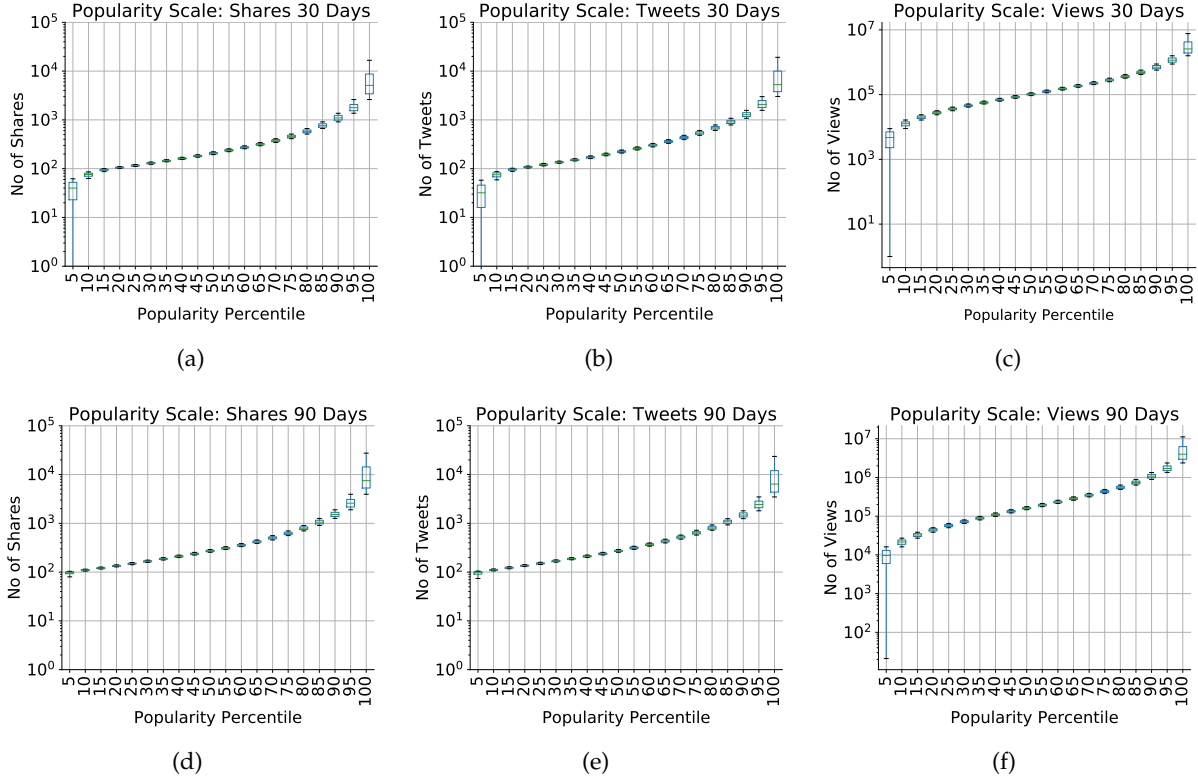 Popularity Scale: Shares 30 Days
10^5
10^4
10^3
10^2
10^1
10^0
No of Shares
5 10 15 20 25 30 35 40 45 50 55 60 65 70 75 80 85 90 95 100
Popularity Percentile
(a)
Popularity Scale: Tweets 30 Days
10^5
10^4
10^3
10^2
10^1
10^0
No of Tweets
5 10 15 20 25 30 35 40 45 50 55 60 65 70 75 80 85 90 95 100
Popularity Percentile
(b)
Popularity Scale: Views 30 Days
10^7
10^5
10^3
10^1
No of Views
5 10 15 20 25 30 35 40 45 50 55 60 65 70 75 80 85 90 95 100
Popularity Percentile
(c)
Popularity Scale: Shares 90 Days
10^5
10^4
10^3
10^2
10^1
10^0
No of Shares
5 10 15 20 25 30 35 40 45 50 55 60 65 70 75 80 85 90 95 100
Popularity Percentile
(d)
Popularity Scale: Tweets 90 Days
10^5
10^4
10^3
10^2
10^1
10^0
No of Tweets
5 10 15 20 25 30 35 40 45 50 55 60 65 70 75 80 85 90 95 100
Popularity Percentile
(e)
Popularity Scale: Views 90 Days
10^7
10^6
10^5
10^4
10^3
10^2
No of Views
5 10 15 20 25 30 35 40 45 50 55 60 65 70 75 80 85 90 95 100
Popularity Percentile
(f)